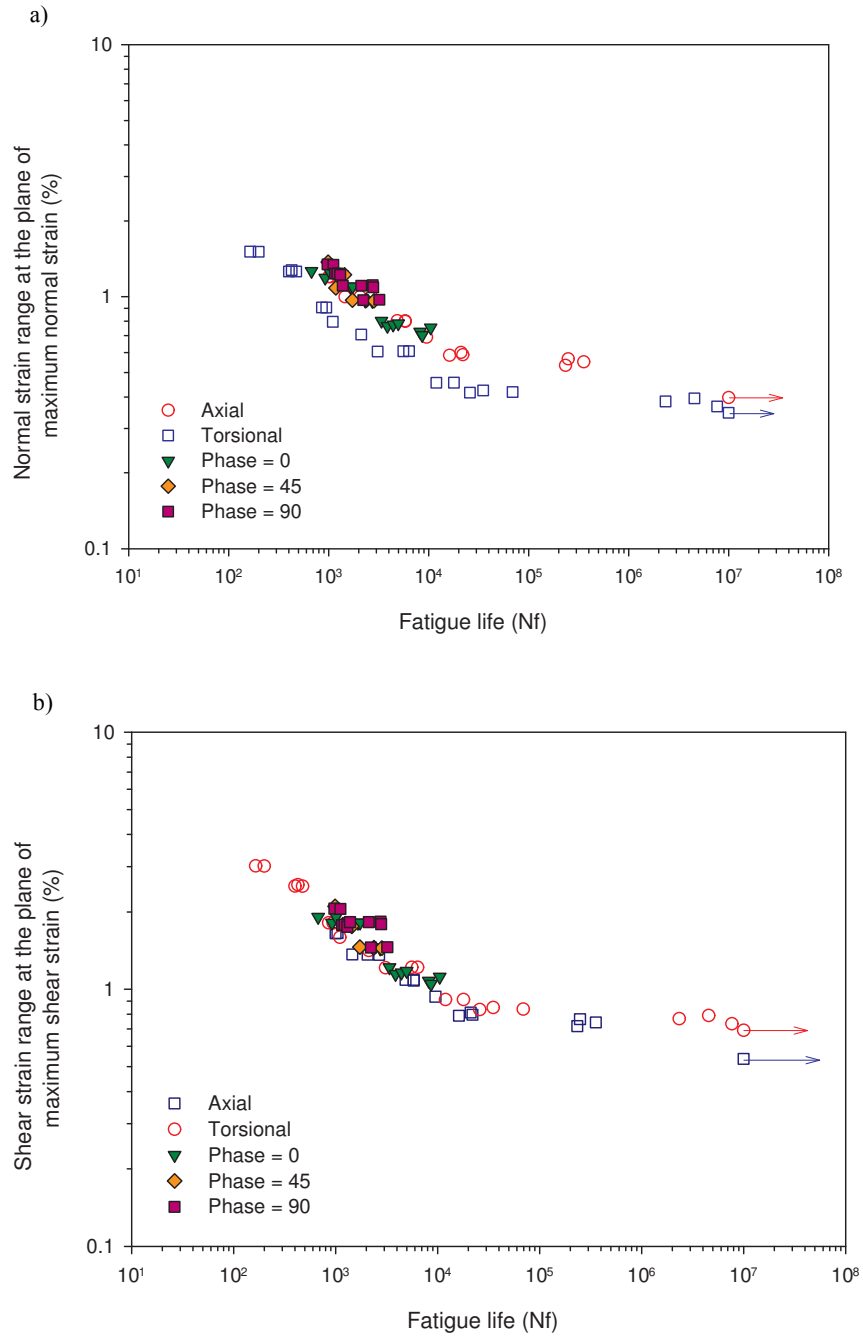 a)
10
1
0.1
Normal strain range at the plane of
maximum normal strain (%)
Axial
Torsional
Phase = 0
Phase = 45
Phase = 90
10¹ 10² 10³ 10⁴ 10⁵ 10⁶ 10⁷ 10⁸
Fatigue life (Nf)
b)
10
1
0.1
Shear strain range at the plane of
maximum shear strain (%)
Axial
Torsional
Phase = 0
Phase = 45
Phase = 90
10¹ 10² 10³ 10⁴ 10⁵ 10⁶ 10⁷ 10⁸
Fatigue life (Nf)